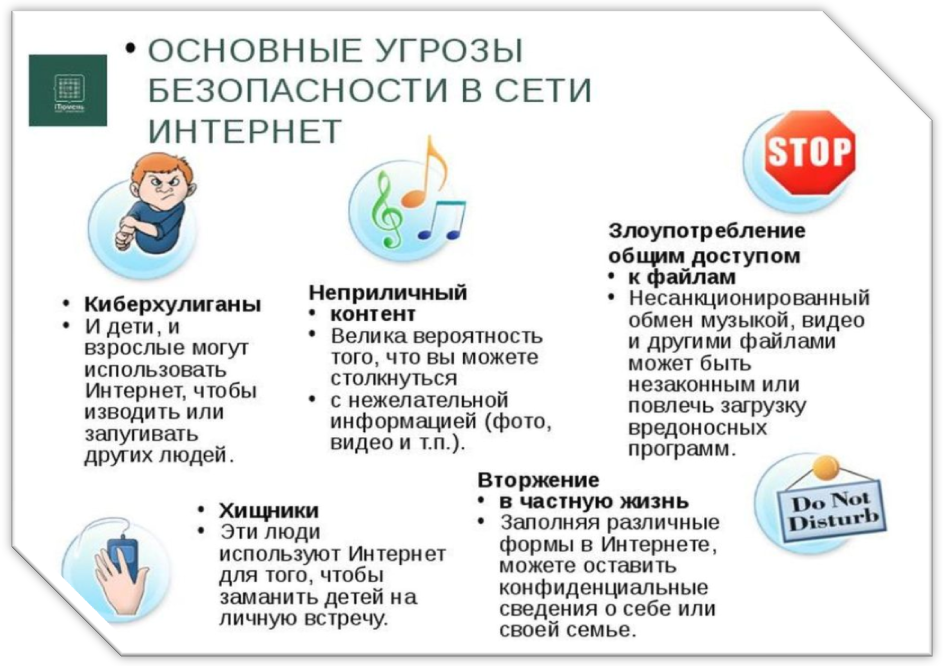 • ОСНОВНЫЕ УГРОЗЫ
БЕЗОПАСНОСТИ В СЕТИ
ИНТЕРНЕТ
iТюмень
STOP
• Киберхулиганы
• И дети, и
взрослые могут
использовать
Интернет, чтобы
изводить или
запугивать
других людей.
Неприличный
• контент
• Велика вероятность
того, что вы можете
столкнуться
• с нежелательной
информацией (фото,
видео и т.п.).
Злоупотребление
общим доступом
• к файлам
• Несанкционированный
обмен музыкой, видео
и другими файлами
может быть
незаконным или
повлечь загрузку
вредоносных
программ.
• Хищники
• Эти люди
используют Интернет
для того, чтобы
заманить детей на
личную встречу.
Вторжение
• в частную жизнь
• Заполняя различные
формы в Интернете,
можете оставить
конфиденциальные
сведения о себе или
своей семье.
Do Not
Disturb